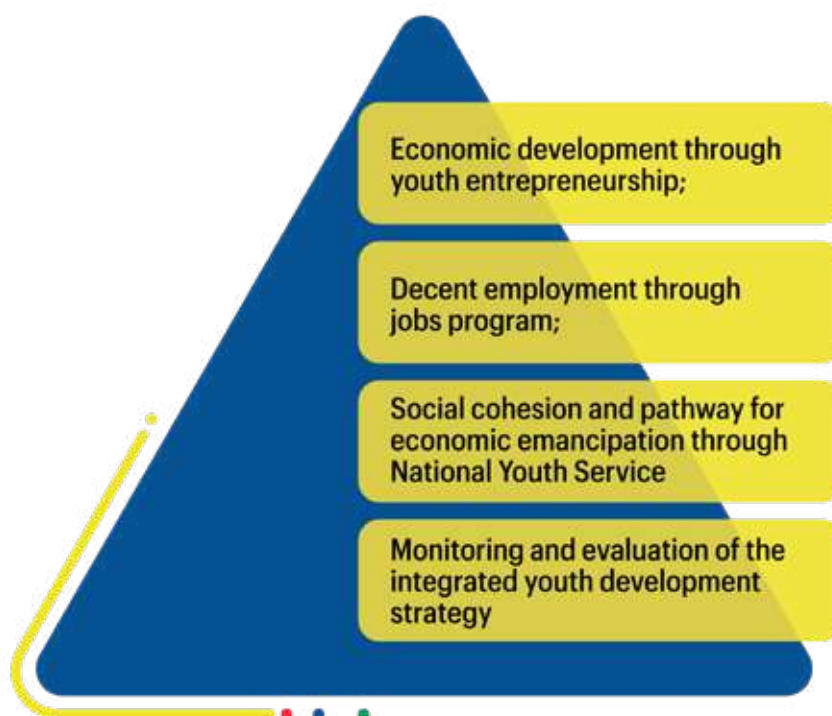 Economic development through
youth entrepreneurship;
Decent employment through
jobs program;
Social cohesion and pathway for
economic emancipation through
National Youth Service
Monitoring and evaluation of the
integrated youth development
strategy